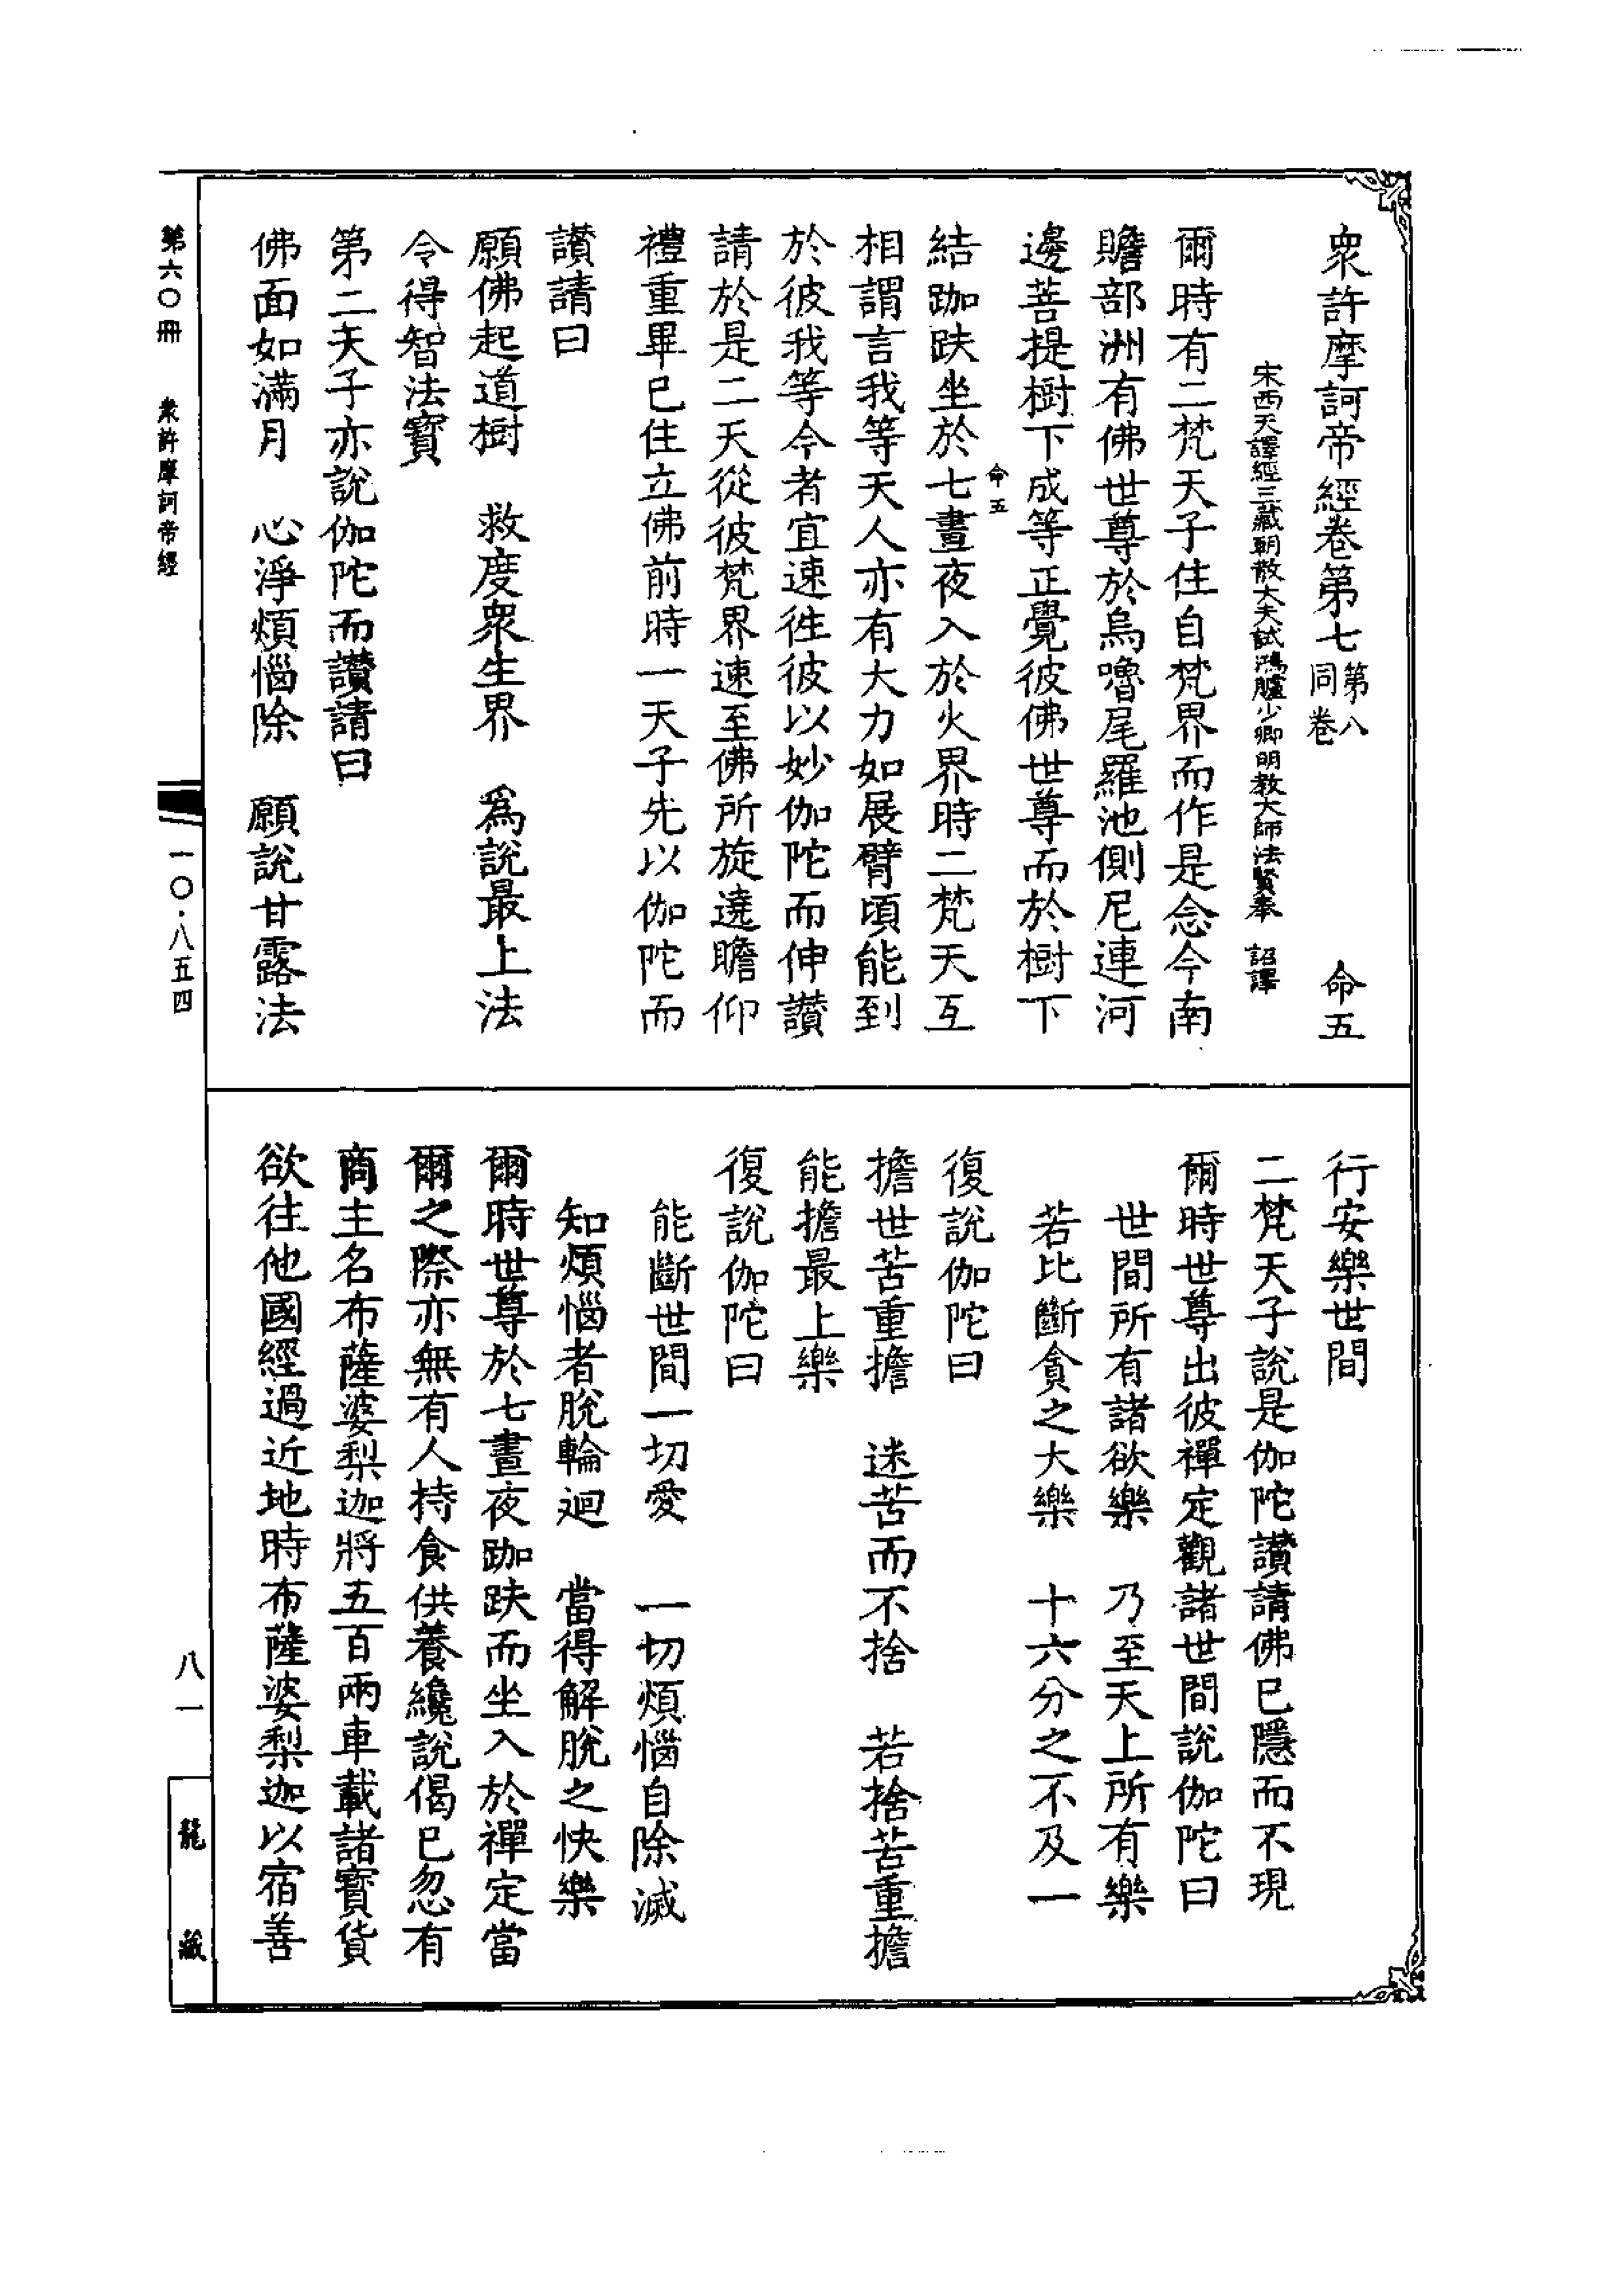 衆許摩訶帝經卷第七 第八同卷 命五
宋西天譯經三藏朝散大夫試鴻臚少卿明教大師法賢奉 詔譯
爾時有二梵天子住自梵界而作是念今南
贍部洲有佛世尊於烏嚕尾羅池側尼連河
邊菩提樹下成等正覺彼佛世尊而於樹下
命五
結跏趺坐於七晝夜入於火界時二梵天互
相謂言我等天人亦有大力如展臂頃能到
於彼我等今者宜速徃彼以妙伽陀而伸讃
請於是二天從彼梵界速至佛所旋遶瞻仰
禮重畢已住立佛前時一天子先以伽陀而
讃請曰
願佛起道樹 救度衆生界 爲說最上法
令得智法寶
第二天子亦說伽陀而讃請曰
佛面如滿月 心淨煩惱除 願說甘露法
行安樂世間
二梵天子說是伽陀讃請佛已隱而不現
爾時世尊出彼禪定觀諸世間說伽陀曰
世間所有諸欲樂 乃至天上所有樂
若比斷貪之大樂 十六分之不及一
復說伽陀曰
擔世苦重擔 迷苦而不捨 若捨苦重擔
能擔最上樂
復說伽陀曰
能斷世間一切愛 一切煩惱自除滅
知煩惱者脫輪迴 當得解脫之快樂
爾時世尊於七晝夜跏趺而坐入於禪定當
爾之際亦無有人持食供養纔說偈已忽有
商主名布薩婆梨迦將五百兩車載諸寳貨
欲往他國經過近地時布薩婆梨迦以宿善
第六〇冊 衆許摩訶帝經
一〇·八五四
八一
龍藏